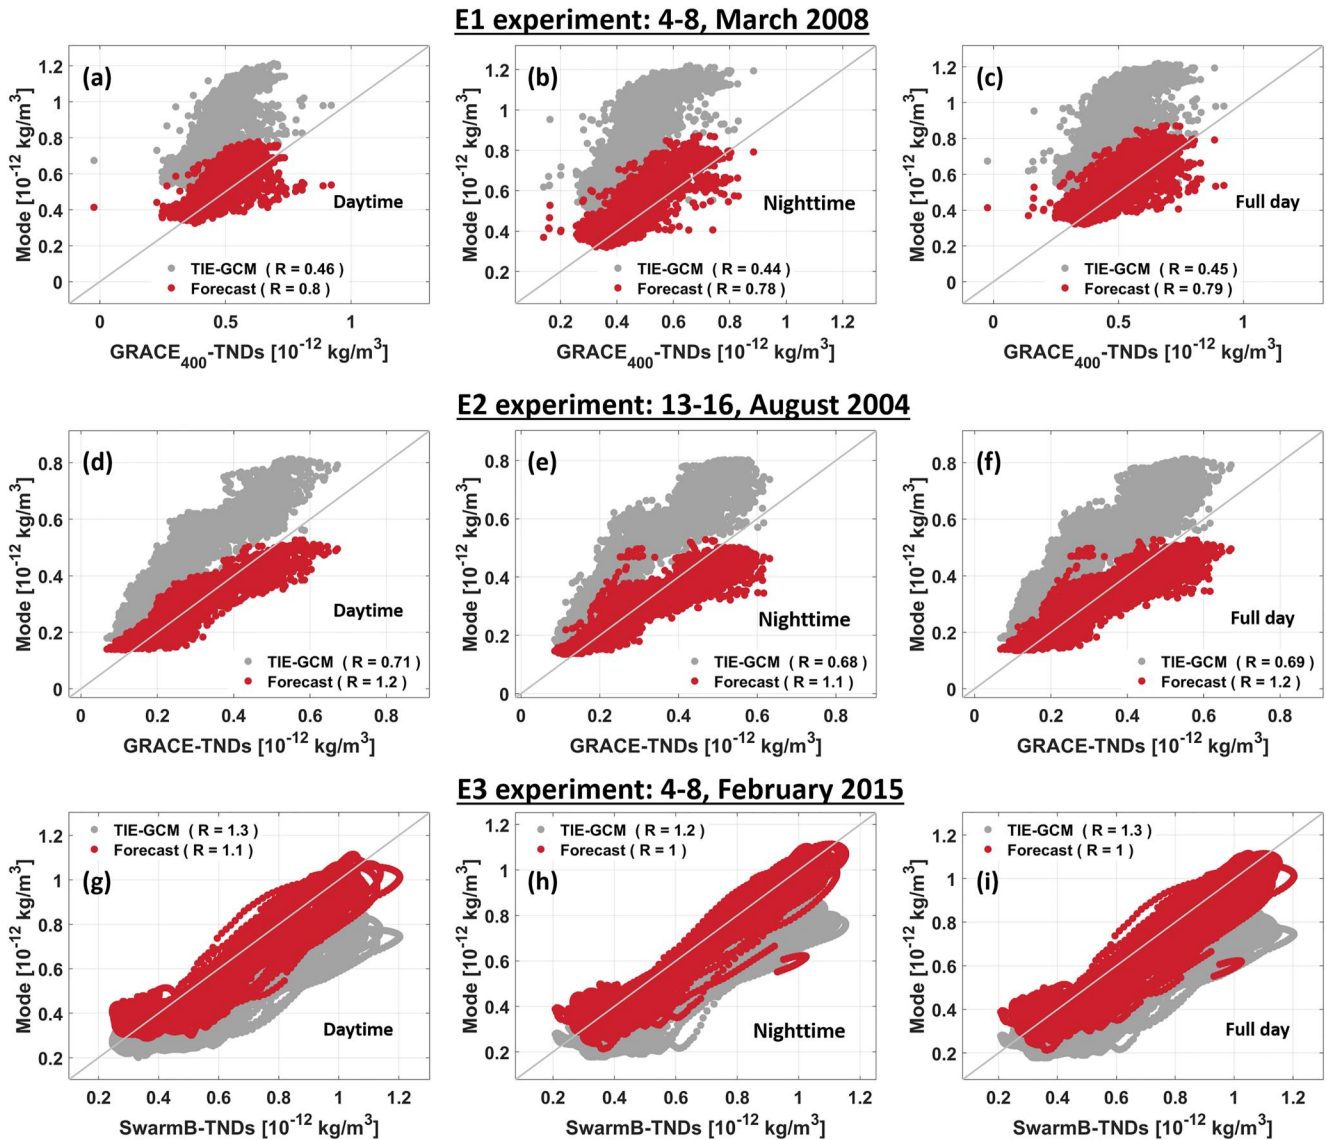 E1 experiment: 4-8, March 2008
(a)
Mode [10⁻¹² kg/m³]
1.2
1
0.8
0.6
0.4
0.2
0
Daytime
TIE-GCM ( R = 0.46 )
Forecast ( R = 0.8 )
0 0.5 1
GRACE₄₀₀-TNDs [10⁻¹² kg/m³]
(b)
Mode [10⁻¹² kg/m³]
1.2
1
0.8
0.6
0.4
0.2
Nighttime
TIE-GCM ( R = 0.44 )
Forecast ( R = 0.78 )
0.2 0.4 0.6 0.8 1 1.2
GRACE₄₀₀-TNDs [10⁻¹² kg/m³]
(c)
Mode [10⁻¹² kg/m³]
1.2
1
0.8
0.6
0.4
0.2
0
Full day
TIE-GCM ( R = 0.45 )
Forecast ( R = 0.79 )
0 0.5 1
GRACE₄₀₀-TNDs [10⁻¹² kg/m³]
E2 experiment: 13-16, August 2004
(d)
Mode [10⁻¹² kg/m³]
0.8
0.6
0.4
0.2
0
Daytime
TIE-GCM ( R = 0.71 )
Forecast ( R = 1.2 )
0 0.2 0.4 0.6 0.8
GRACE-TNDs [10⁻¹² kg/m³]
(e)
Mode [10⁻¹² kg/m³]
0.8
0.6
0.4
0.2
0
Nighttime
TIE-GCM ( R = 0.68 )
Forecast ( R = 1.1 )
0 0.2 0.4 0.6 0.8
GRACE-TNDs [10⁻¹² kg/m³]
(f)
Mode [10⁻¹² kg/m³]
0.8
0.6
0.4
0.2
0
Full day
TIE-GCM ( R = 0.69 )
Forecast ( R = 1.2 )
0 0.2 0.4 0.6 0.8
GRACE-TNDs [10⁻¹² kg/m³]
E3 experiment: 4-8, February 2015
TIE-GCM ( R = 1.3 )
Forecast ( R = 1.1 )
(g)
Mode [10⁻¹² kg/m³]
1.2
1
0.8
0.6
0.4
0.2
Daytime
0.2 0.4 0.6 0.8 1 1.2
SwarmB-TNDs [10⁻¹² kg/m³]
TIE-GCM ( R = 1.2 )
Forecast ( R = 1 )
(h)
Mode [10⁻¹² kg/m³]
1.2
1
0.8
0.6
0.4
0.2
Nighttime
0.2 0.4 0.6 0.8 1 1.2
SwarmB-TNDs [10⁻¹² kg/m³]
TIE-GCM ( R = 1.3 )
Forecast ( R = 1 )
(i)
Mode [10⁻¹² kg/m³]
1.2
1
0.8
0.6
0.4
0.2
Full day
0.2 0.4 0.6 0.8 1 1.2
SwarmB-TNDs [10⁻¹² kg/m³]